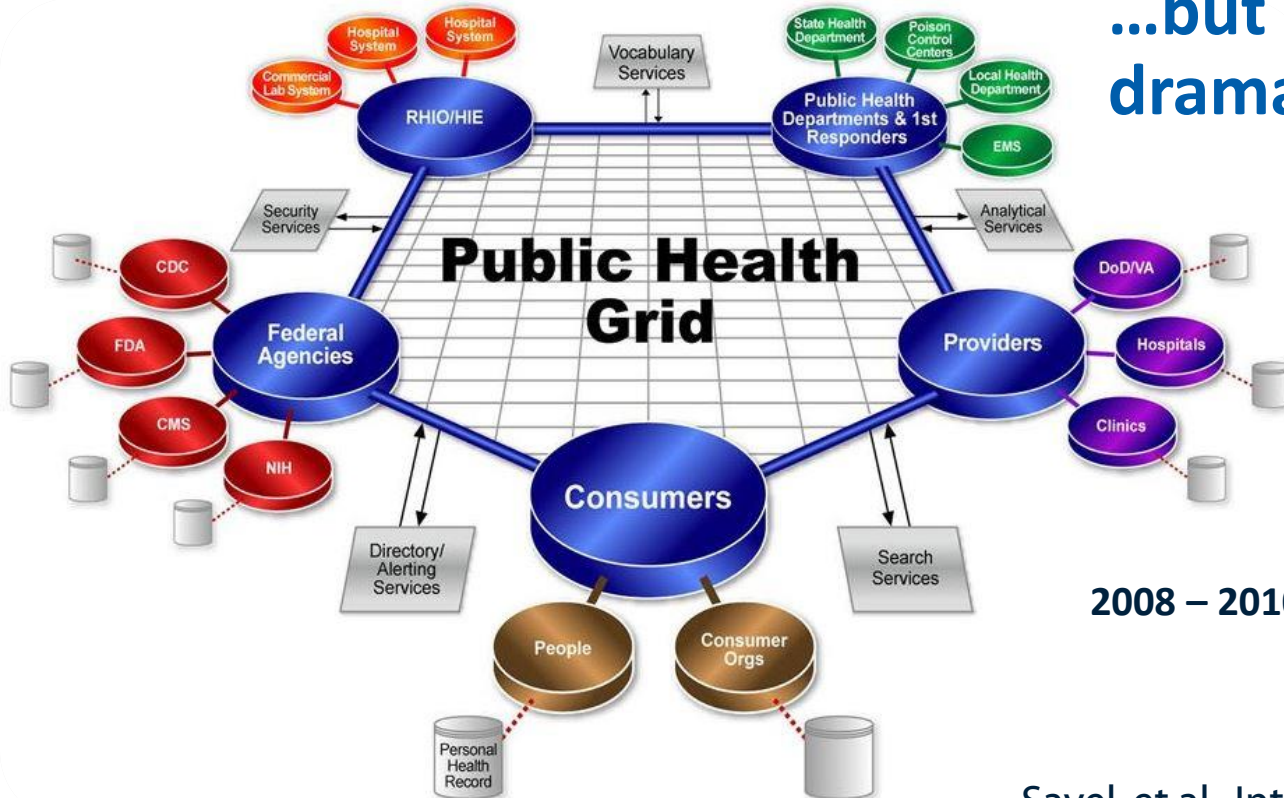 ...but
drama
Hospital
System
Hospital
System
Commercial
Lab System
RHIO/HIE
Vocabulary
Services
State Health
Department
Poison
Control
Centers
Local Health
Department
Public Health
Departments & 1st
Responders
EMS
Security
Services
Analytical
Services
Public Health
Grid
CDC
FDA
CMS
NIH
Federal
Agencies
Providers
DoD/VA
Hospitals
Clinics
Consumers
Directory/
Alerting
Services
Search
Services
People
Consumer
Orgs
Personal
Health
Record
2008 – 2010